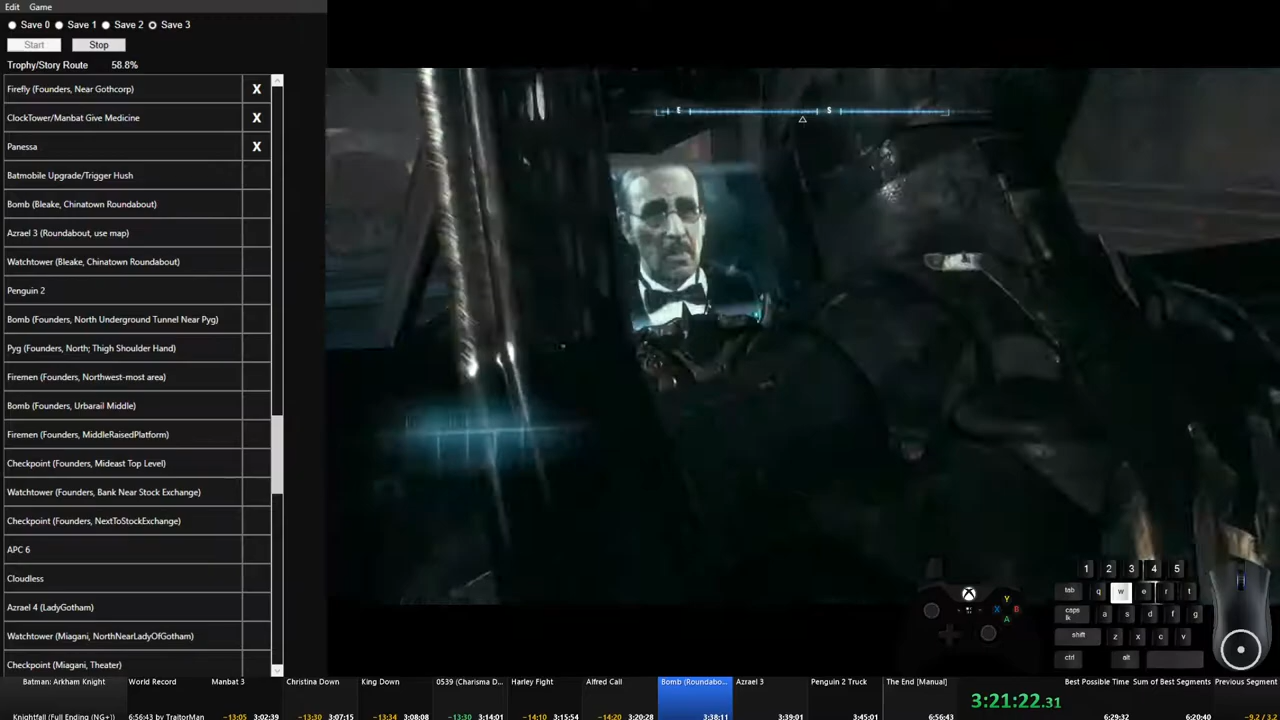 Edit Game
Save 0 Save 1 Save 2 Save 3
Start Stop
Trophy/Story Route 58.8%
Firefly (Founders, Near Gothcorp) X
ClockTower/Manbat Give Medicine X
Panessa X
Batmobile Upgrade/Trigger Hush
Bomb (Bleake, Chinatown Roundabout)
Azrael 3 (Roundabout, use map)
Watchtower (Bleake, Chinatown Roundabout)
Penguin 2
Bomb (Founders, North Underground Tunnel Near Pyg)
Pyg (Founders, North; Thigh Shoulder Hand)
Firemen (Founders, Northwest-most area)
Bomb (Founders, Urbarail Middle)
Firemen (Founders, MiddleRaisedPlatform)
Checkpoint (Founders, Mideast Top Level)
Watchtower (Founders, Bank Near Stock Exchange)
Checkpoint (Founders, NextToStockExchange)
APC 6
Cloudless
Azrael 4 (LadyGotham)
Watchtower (Miagani, NorthNearLadyOfGotham)
Checkpoint (Miagani, Theater)
E S
1 2 3 4 5
tab q w e r t
caps lk a s d f g
shift z x c v
ctrl alt
Y
X B
A
Batman: Arkham Knight World Record Manbat 3 Christina Down King Down 0539 (Charisma D... Harley Fight Alfred Call Bomb (Roundabo... Azrael 3 Penguin 2 Truck The End [Manual] 3:21:22.31 Best Possible Time Sum of Best Segments Previous Segment
Knightfall (Full Ending (NG+)) 6:56:43 by TraitorMan -13:05 3:02:39 -13:30 3:07:15 -13:34 3:08:08 -13:30 3:14:01 -14:10 3:15:54 -14:20 3:20:28 3:38:11 3:39:01 3:45:01 6:56:43 6:29:32 6:20:40 -9.2 / -3.2